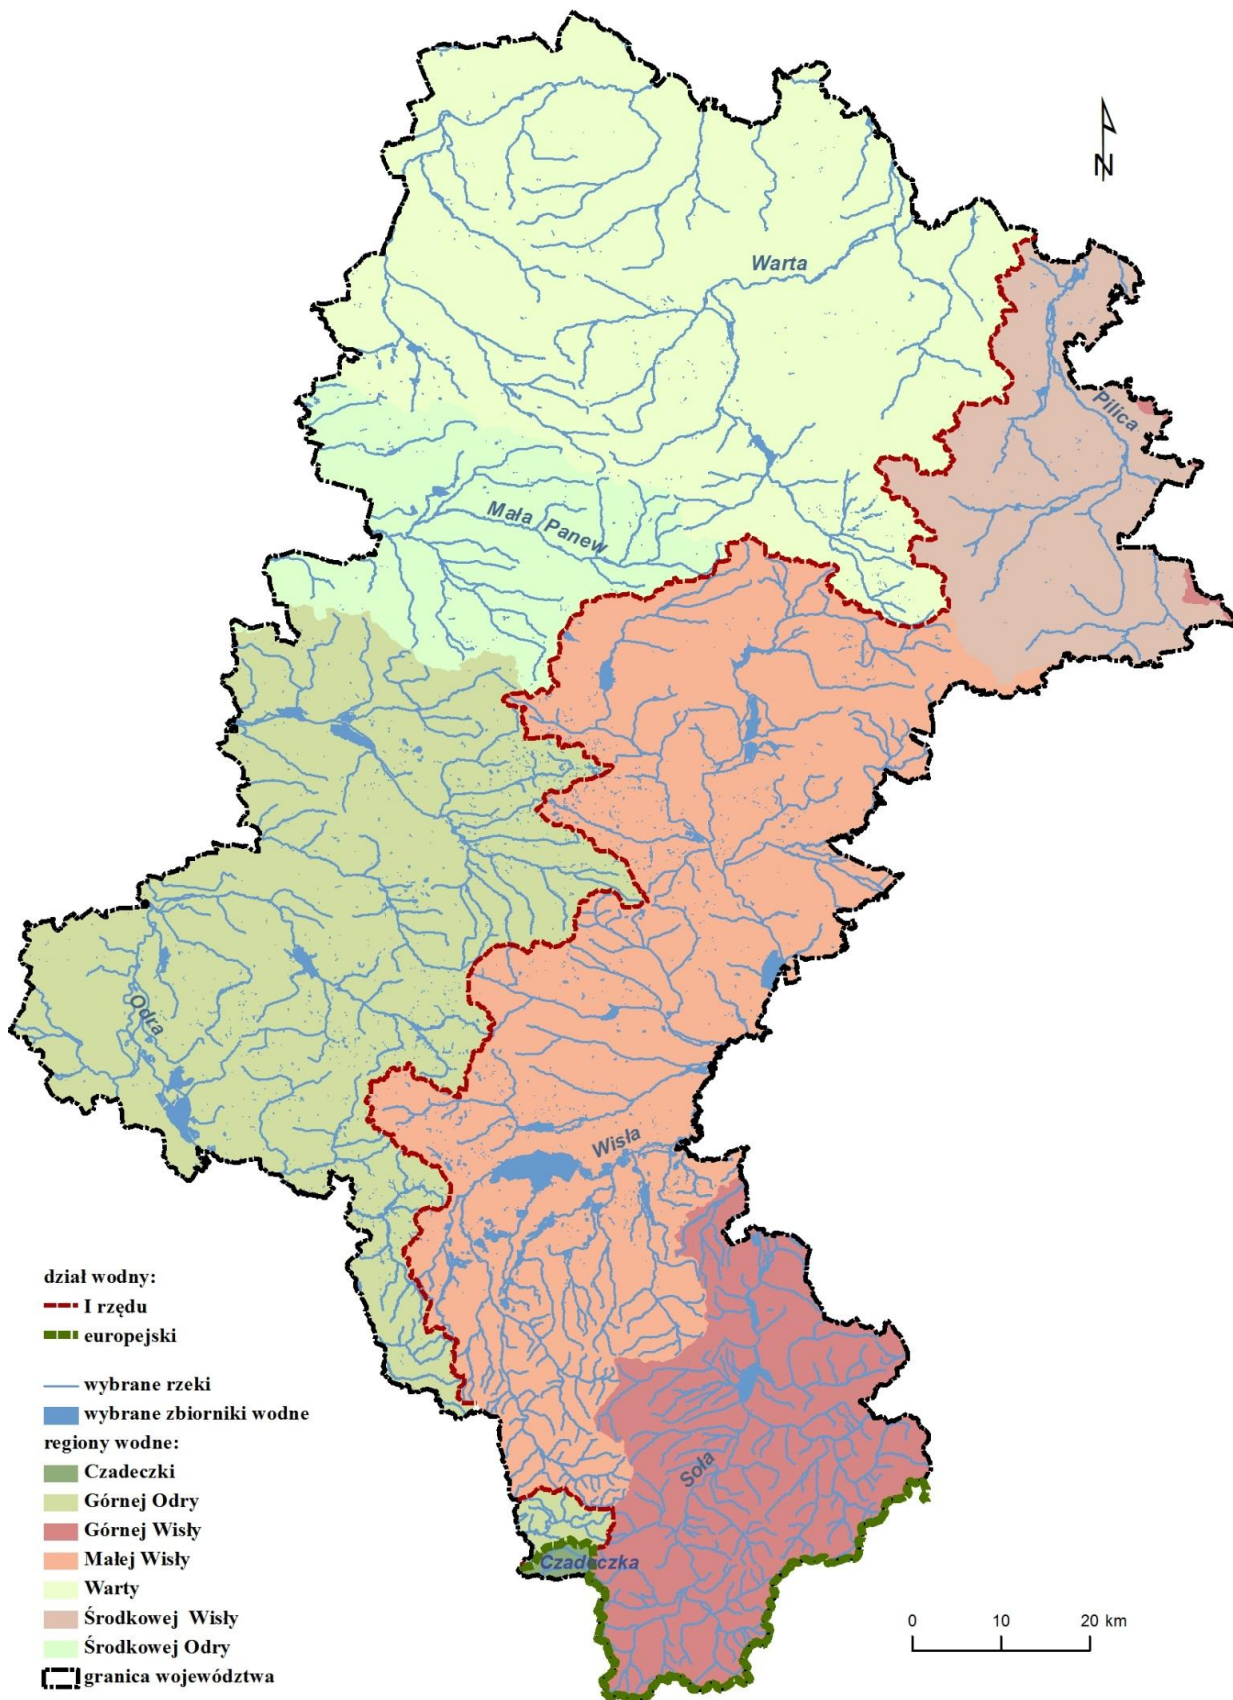 N
Warta
Pilica
Mała Panew
Odra
Wisła
Soła
Czadeczka
dział wodny:
I rzędu
europejski
wybrane rzeki
wybrane zbiorniki wodne
regiony wodne:
Czadeczki
Górnej Odry
Górnej Wisły
Małej Wisły
Warty
Środkowej Wisły
Środkowej Odry
granica województwa
0 10 20 km